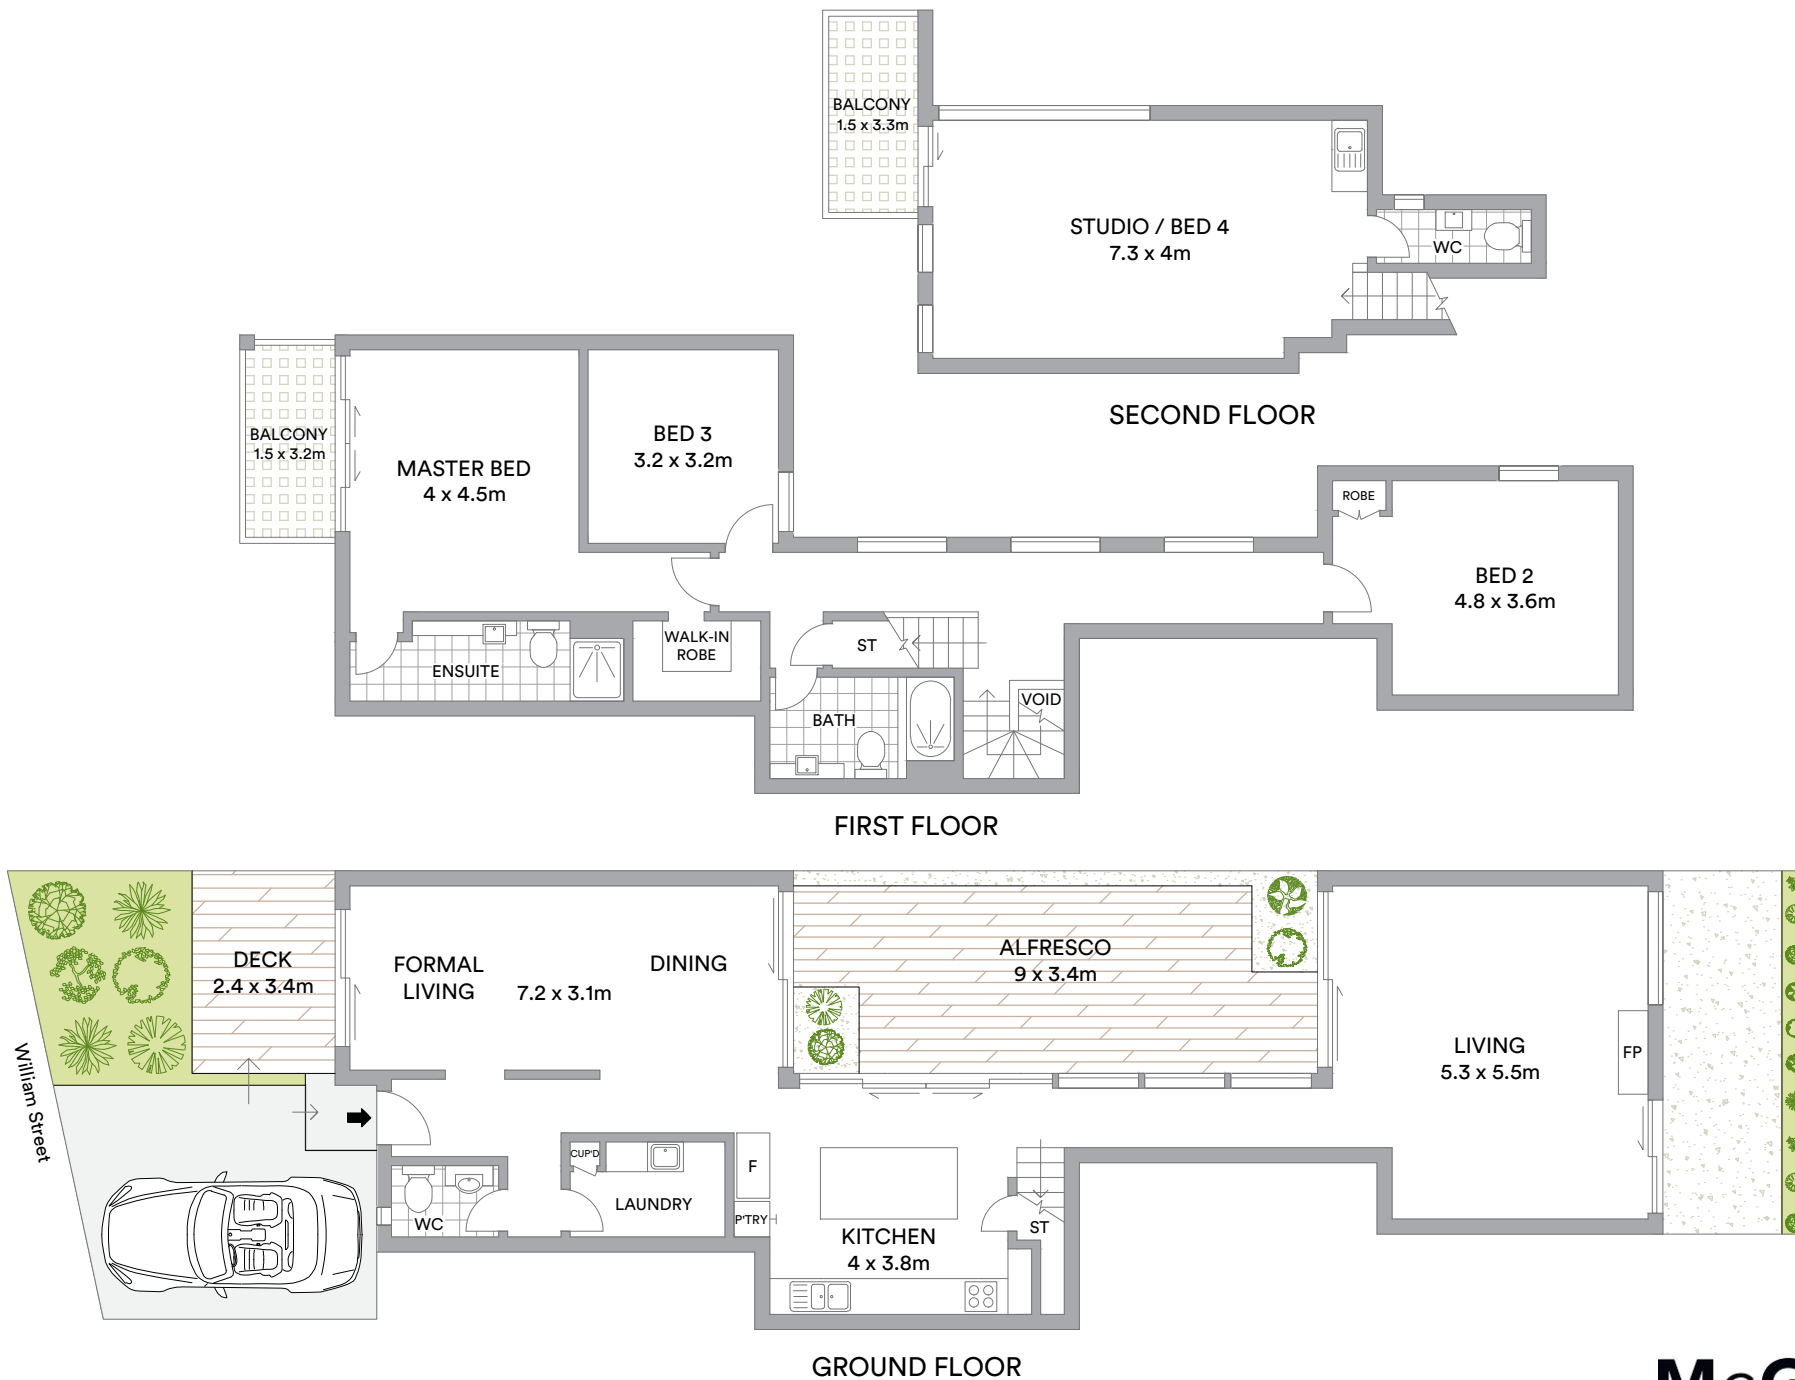 BALCONY
1.5 x 3.3m
STUDIO / BED 4
7.3 x 4m
WC
SECOND FLOOR
BALCONY
1.5 x 3.2m
MASTER BED
4 x 4.5m
BED 3
3.2 x 3.2m
ROBE
BED 2
4.8 x 3.6m
ENSUITE
WALK-IN
ROBE
ST
BATH
VOID
FIRST FLOOR
DECK
2.4 x 3.4m
FORMAL
LIVING
7.2 x 3.1m
DINING
ALFRESCO
9 x 3.4m
LIVING
5.3 x 5.5m
FP
William Street
CUP'D
LAUNDRY
WC
F
P'TRY
KITCHEN
4 x 3.8m
ST
GROUND FLOOR